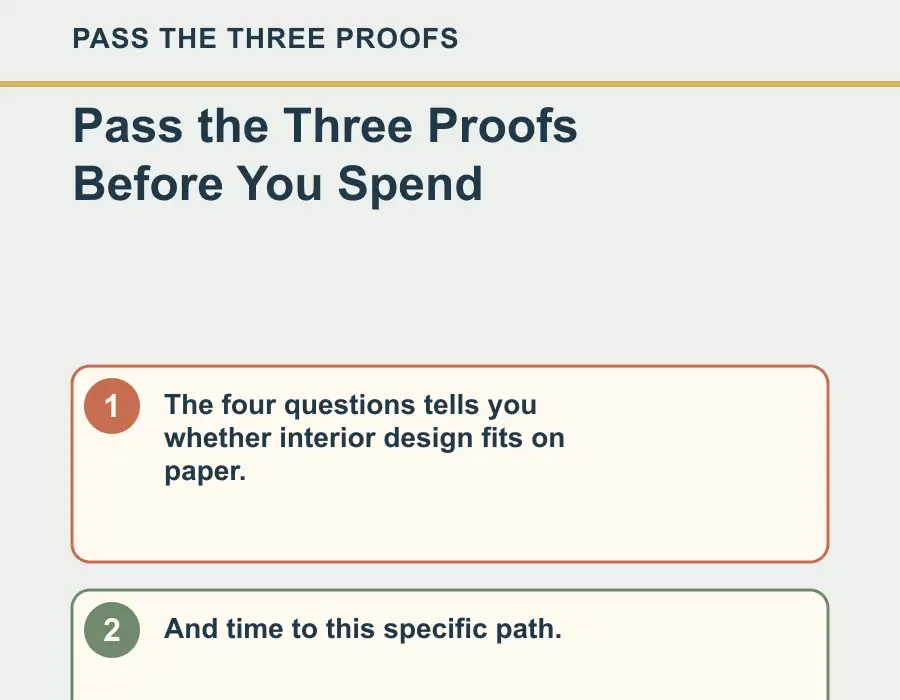 PASS THE THREE PROOFS
Pass the Three Proofs
Before You Spend
1
The four questions tells you
whether interior design fits on
paper.
2
And time to this specific path.